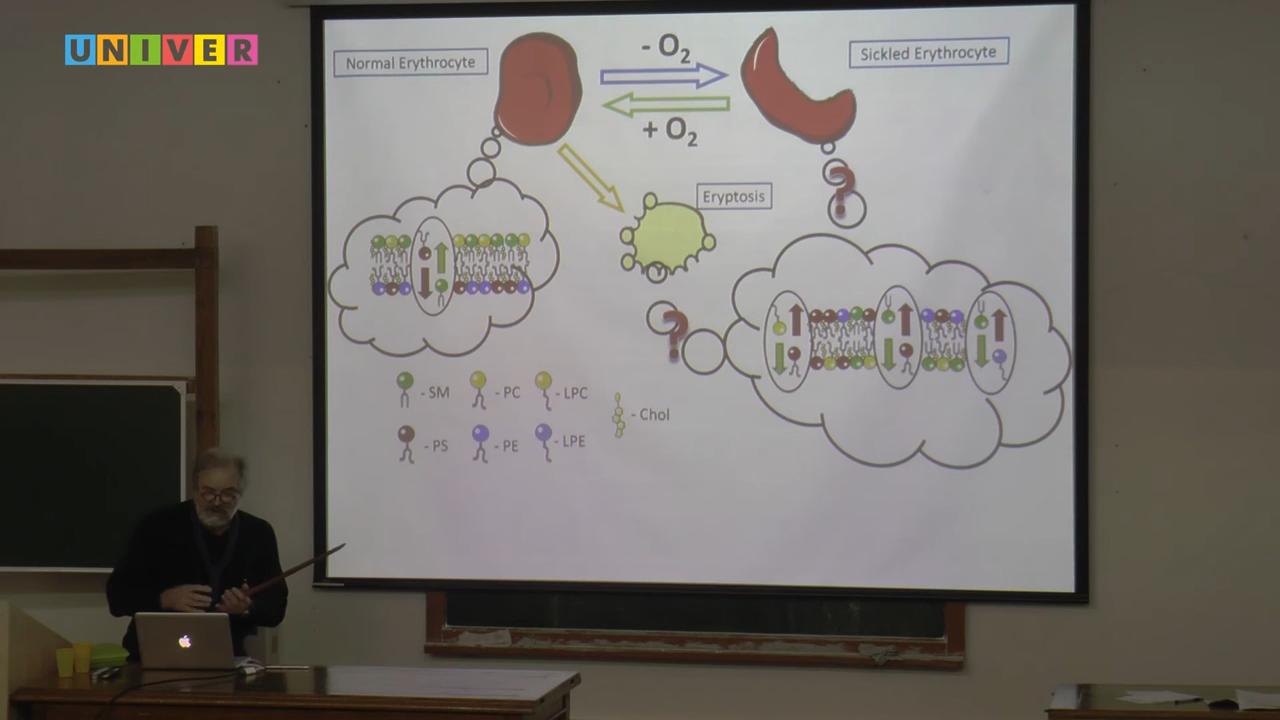 UNIVER
Normal Erythrocyte
- O2
+ O2
Sickled Erythrocyte
?
Eryptosis
?
- SM
- PC
- LPC
- Chol
- PS
- PE
- LPE